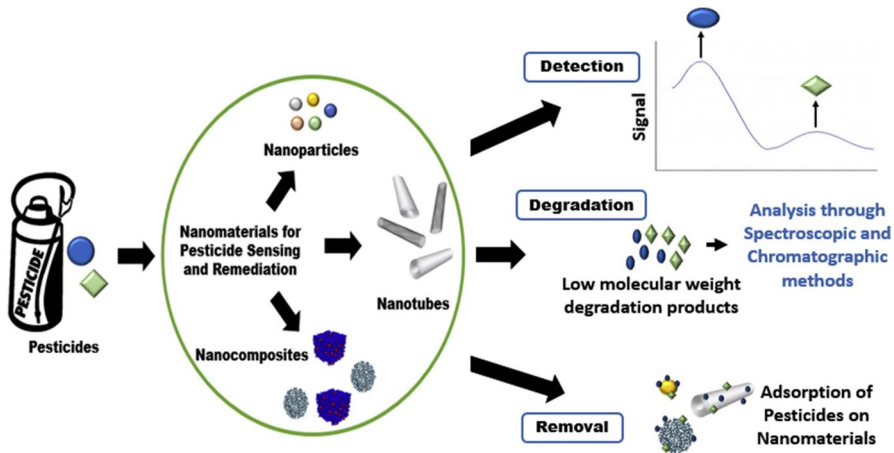 PESTICIDE
Pesticides
Nanoparticles
Nanomaterials for
Pesticide Sensing
and Remediation
Nanotubes
Nanocomposites
Detection
Signal
Degradation
Low molecular weight
degradation products
Analysis through
Spectroscopic and
Chromatographic
methods
Removal
Adsorption of
Pesticides on
Nanomaterials